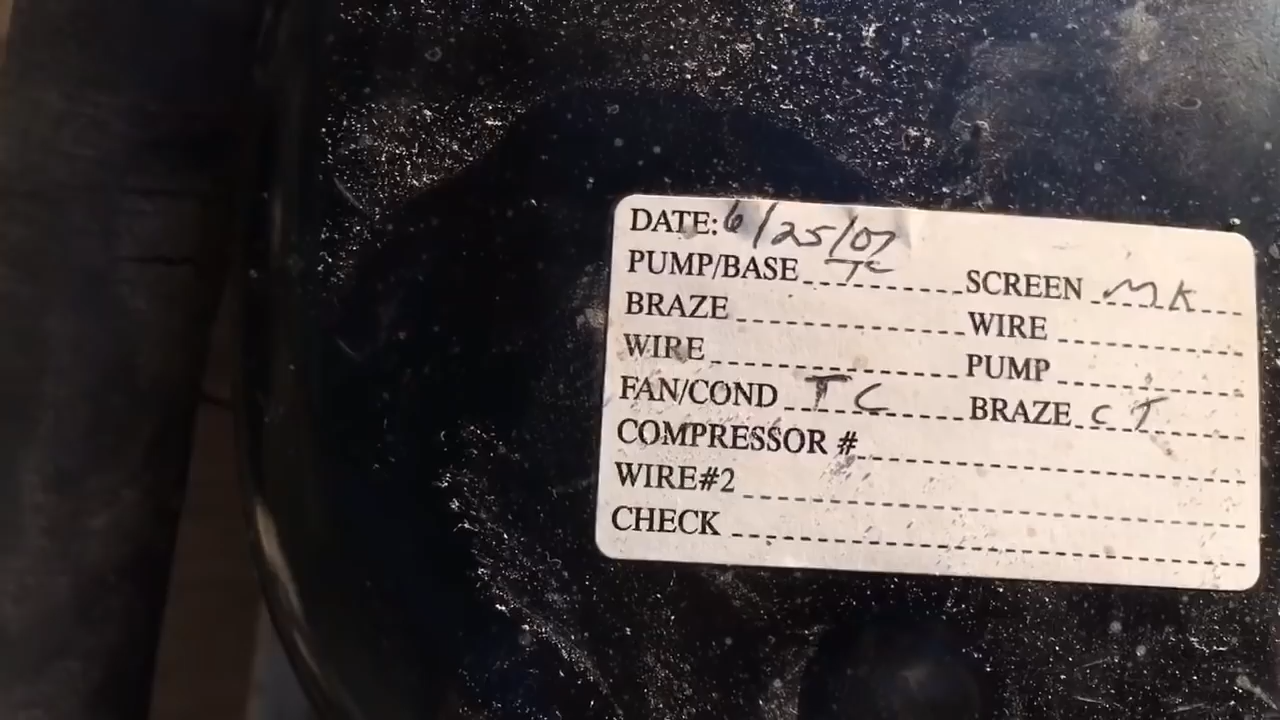 DATE: 6/25/07
PUMP/BASE TC SCREEN MK
BRAZE WIRE
WIRE PUMP
FAN/COND TC BRAZE CT
COMPRESSOR #
WIRE#2
CHECK